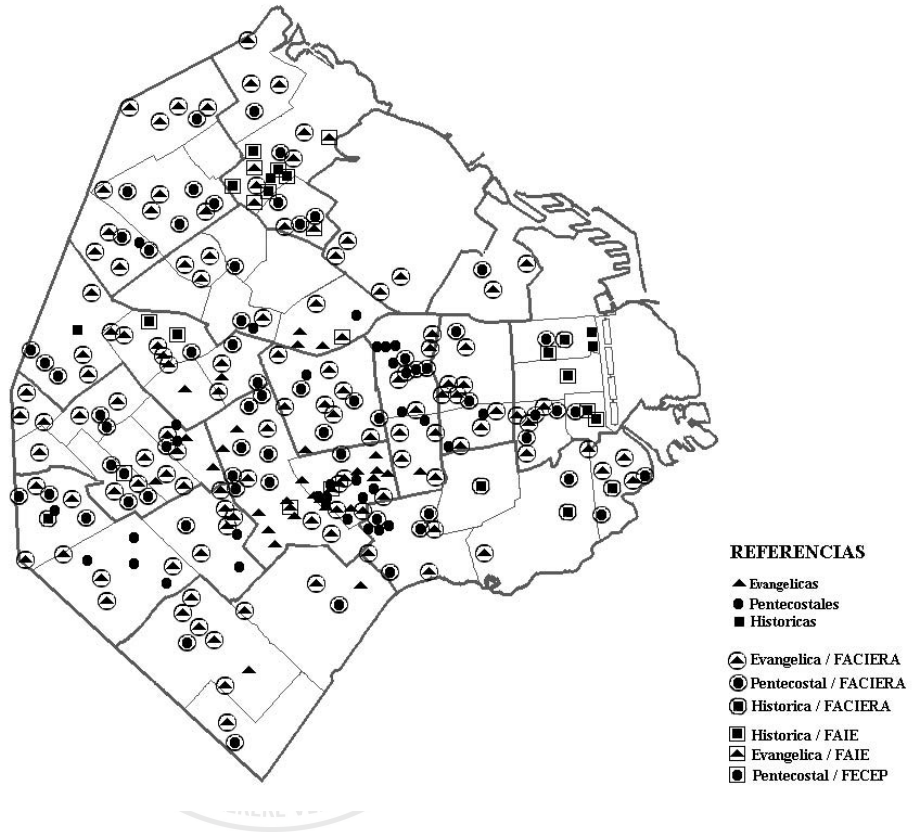 REFERENCIAS
Evangelicas
Pentecostales
Historicas
Evangelica / FACIERA
Pentecostal / FACIERA
Historica / FACIERA
Historica / FAIE
Evangelica / FAIE
Pentecostal / FECEP